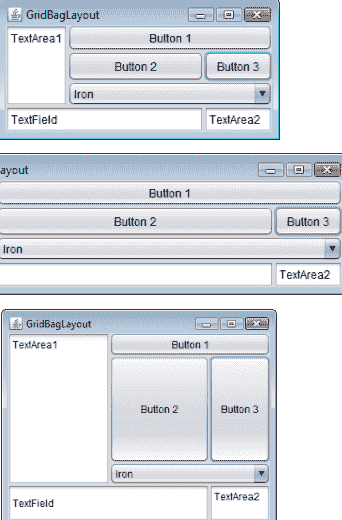 GridBagLayout
TextArea1 Button 1
Button 2 Button 3
Iron
TextField TextArea2
ayout
Button 1
Button 2 Button 3
Iron
TextArea2
GridBagLayout
TextArea1 Button 1
Button 2 Button 3
Iron
TextField TextArea2